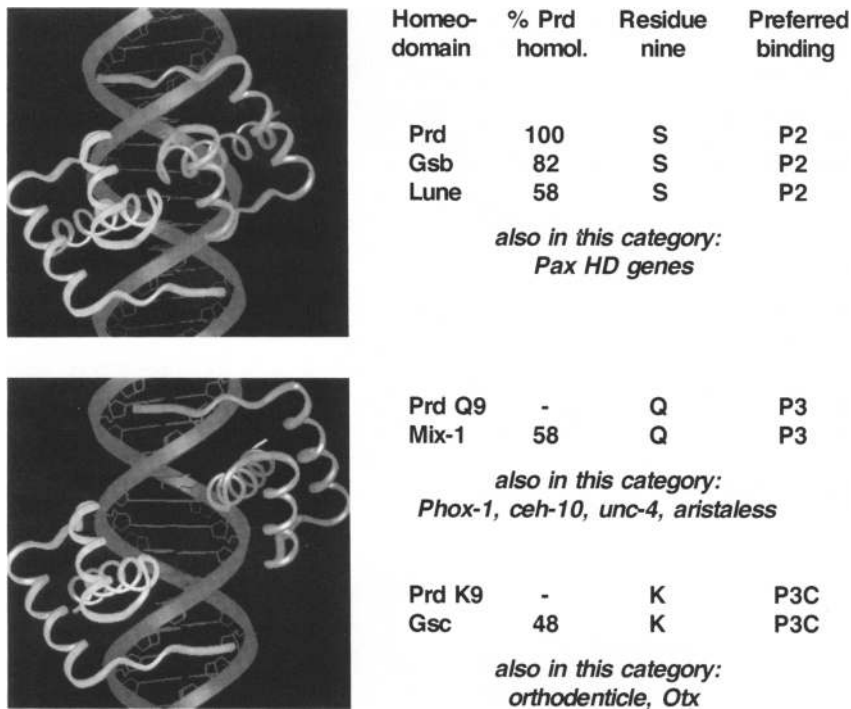 Homeo- % Prd Residue Preferred
domain homol. nine binding
Prd 100 S P2
Gsb 82 S P2
Lune 58 S P2
also in this category:
Pax HD genes
Prd Q9 - Q P3
Mix-1 58 Q P3
also in this category:
Phox-1, ceh-10, unc-4, aristaless
Prd K9 - K P3C
Gsc 48 K P3C
also in this category:
orthodenticle, Otx